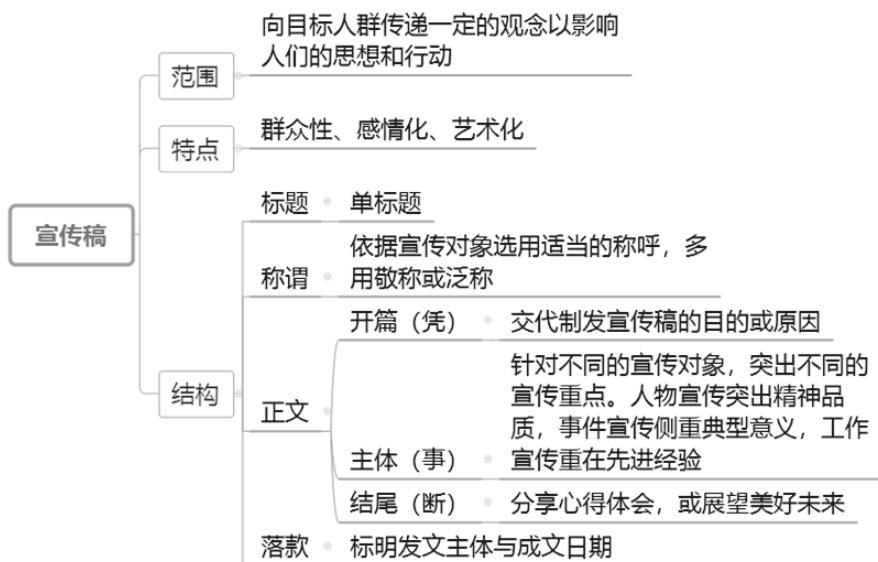 宣传稿
范围
向目标人群传递一定的观念以影响
人们的思想和行动
特点
群众性、感情化、艺术化
结构
标题
单标题
称谓
依据宣传对象选用适当的称呼，多
用敬称或泛称
正文
开篇（凭）
交代制发宣传稿的目的或原因
主体（事）
针对不同的宣传对象，突出不同的
宣传重点。人物宣传突出精神品
质，事件宣传侧重典型意义，工作
宣传重在先进经验
结尾（断）
分享心得体会，或展望美好未来
落款
标明发文主体与成文日期